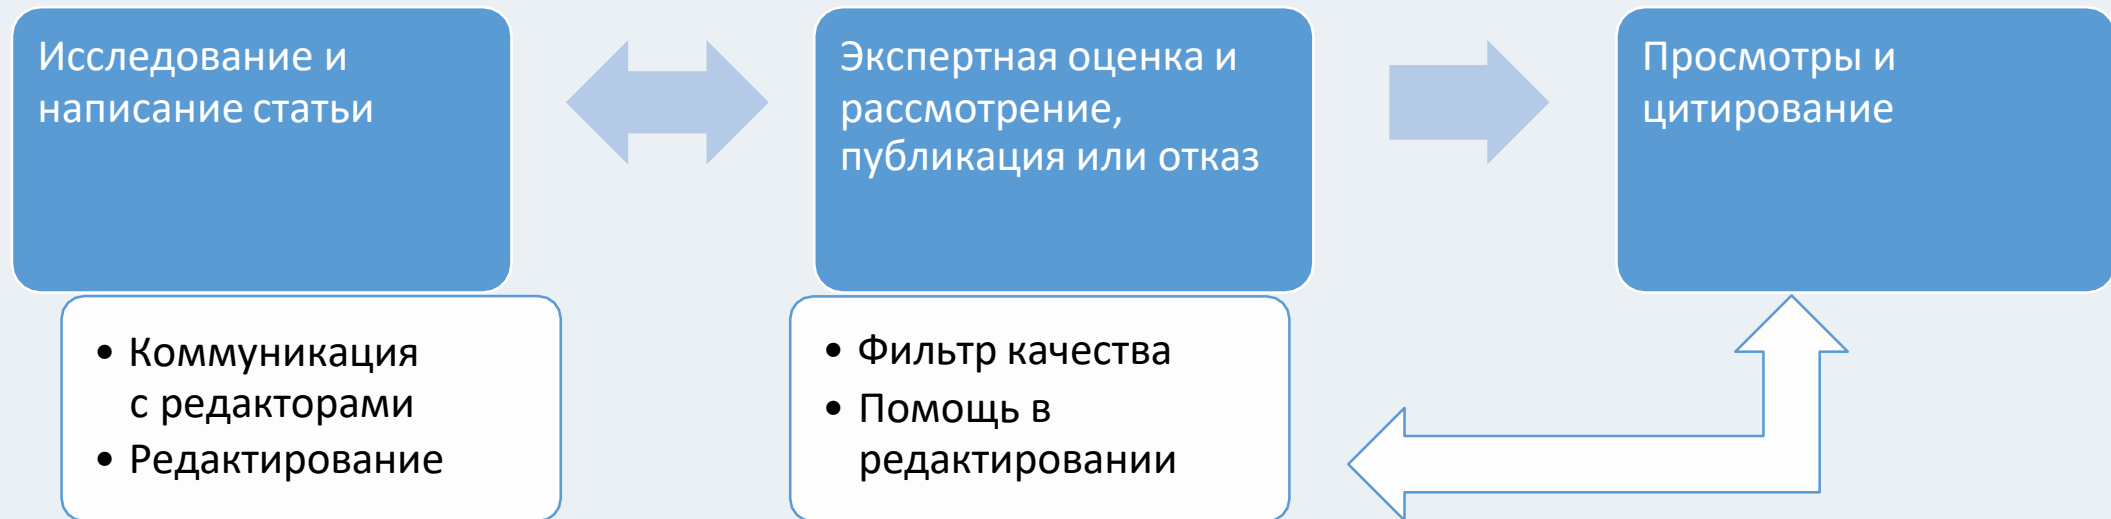 Исследование и
написание статьи
Экспертная оценка и
рассмотрение,
публикация или отказ
Просмотры и
цитирование
• Коммуникация
с редакторами
• Редактирование
• Фильтр качества
• Помощь в
редактировании